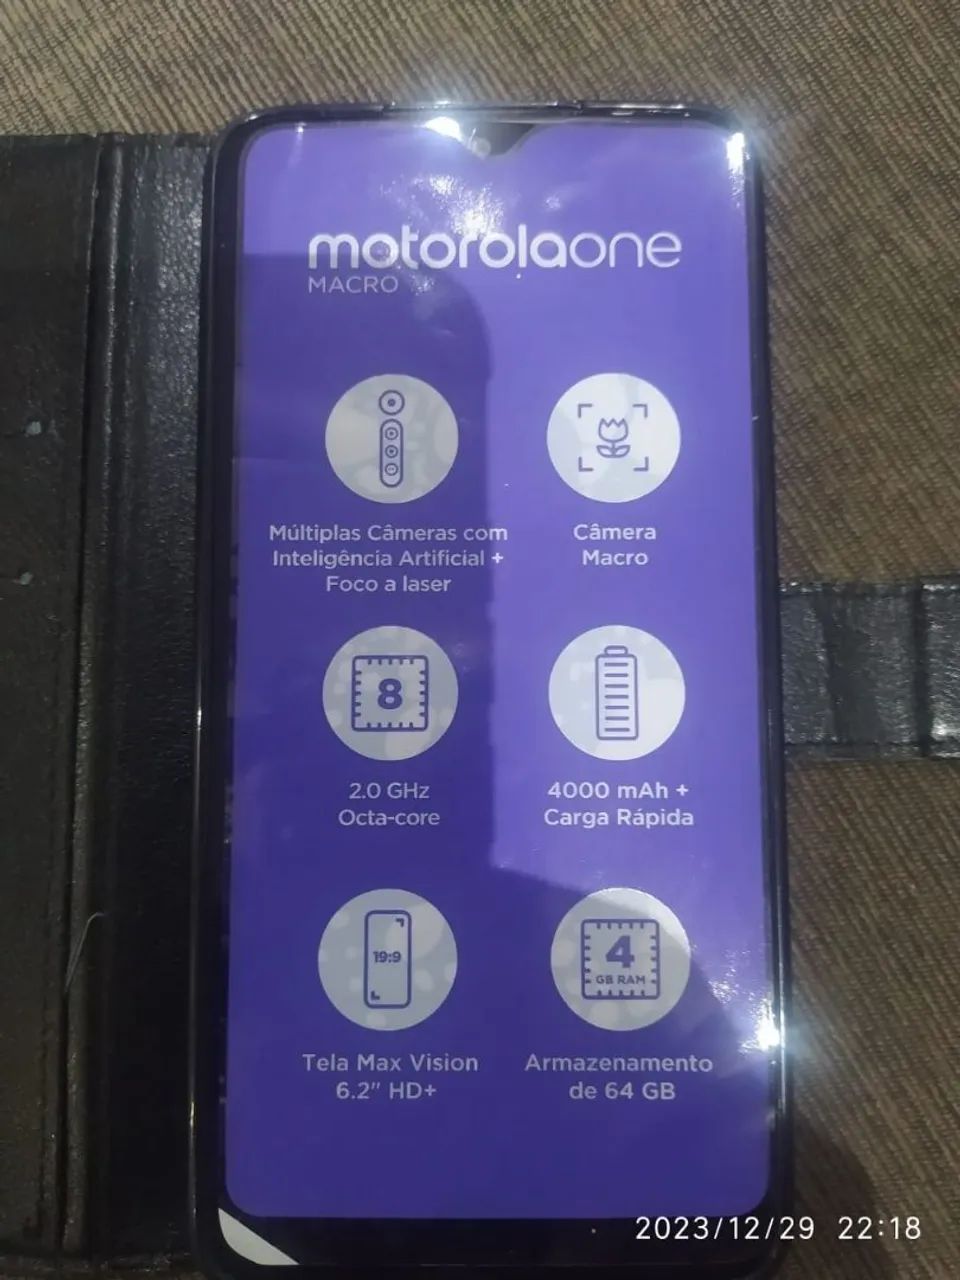 motorolaone
MACRO
Múltiplas Câmeras com
Inteligência Artificial +
Foco a laser
Câmera
Macro
8
2.0 GHz
Octa-core
4000 mAh +
Carga Rápida
19:9
Tela Max Vision
6.2" HD+
4
GB RAM
Armazenamento
de 64 GB
2023/12/29 22:18